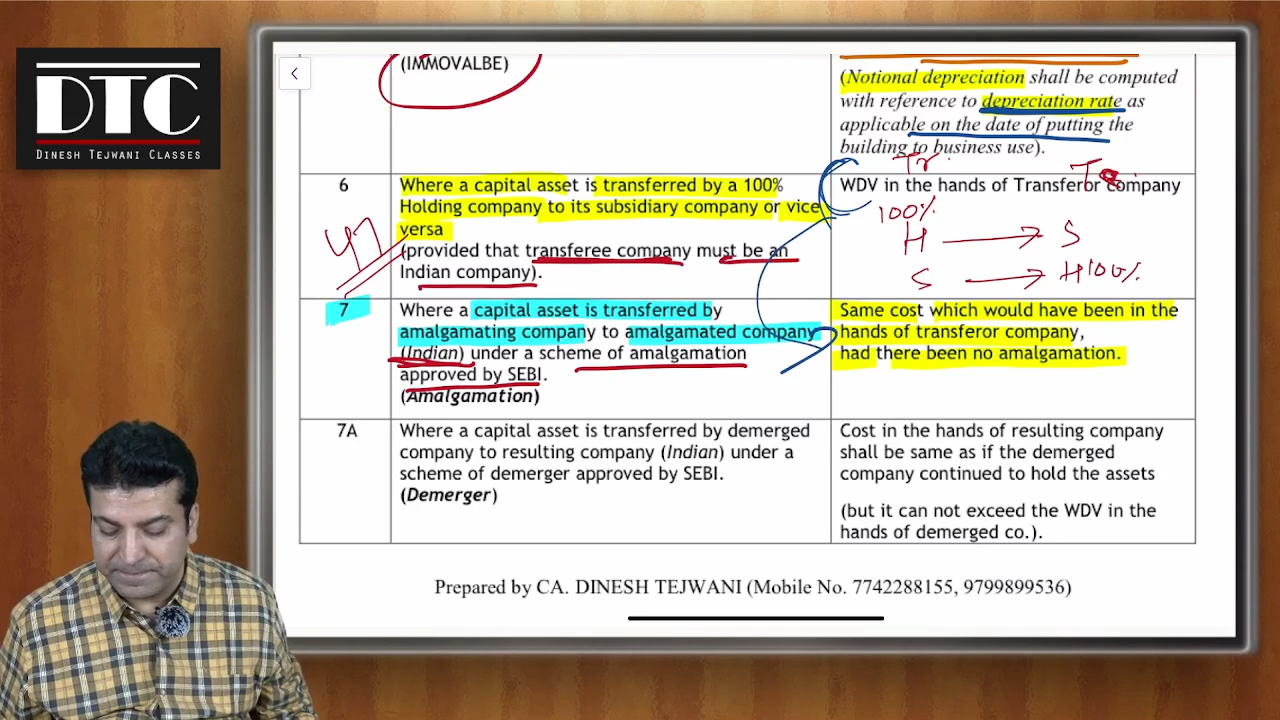 DTC
DINESH TEJWANI CLASSES
(IMMOVALBE)
(Notional depreciation shall be computed
with reference to depreciation rate as
applicable on the date of putting the
building to business use).
6
Where a capital asset is transferred by a 100%
Holding company to its subsidiary company or vice
versa
(provided that transferee company must be an
Indian company).
47
WDV in the hands of Transferor company
Tr
Te
100%
H → S
S → H 100%
7
Where a capital asset is transferred by
amalgamating company to amalgamated company
(Indian) under a scheme of amalgamation
approved by SEBI.
(Amalgamation)
Same cost which would have been in the
hands of transferor company,
had there been no amalgamation.
7A
Where a capital asset is transferred by demerged
company to resulting company (Indian) under a
scheme of demerger approved by SEBI.
(Demerger)
Cost in the hands of resulting company
shall be same as if the demerged
company continued to hold the assets
(but it can not exceed the WDV in the
hands of demerged co.).
Prepared by CA. DINESH TEJWANI (Mobile No. 7742288155, 9799899536)